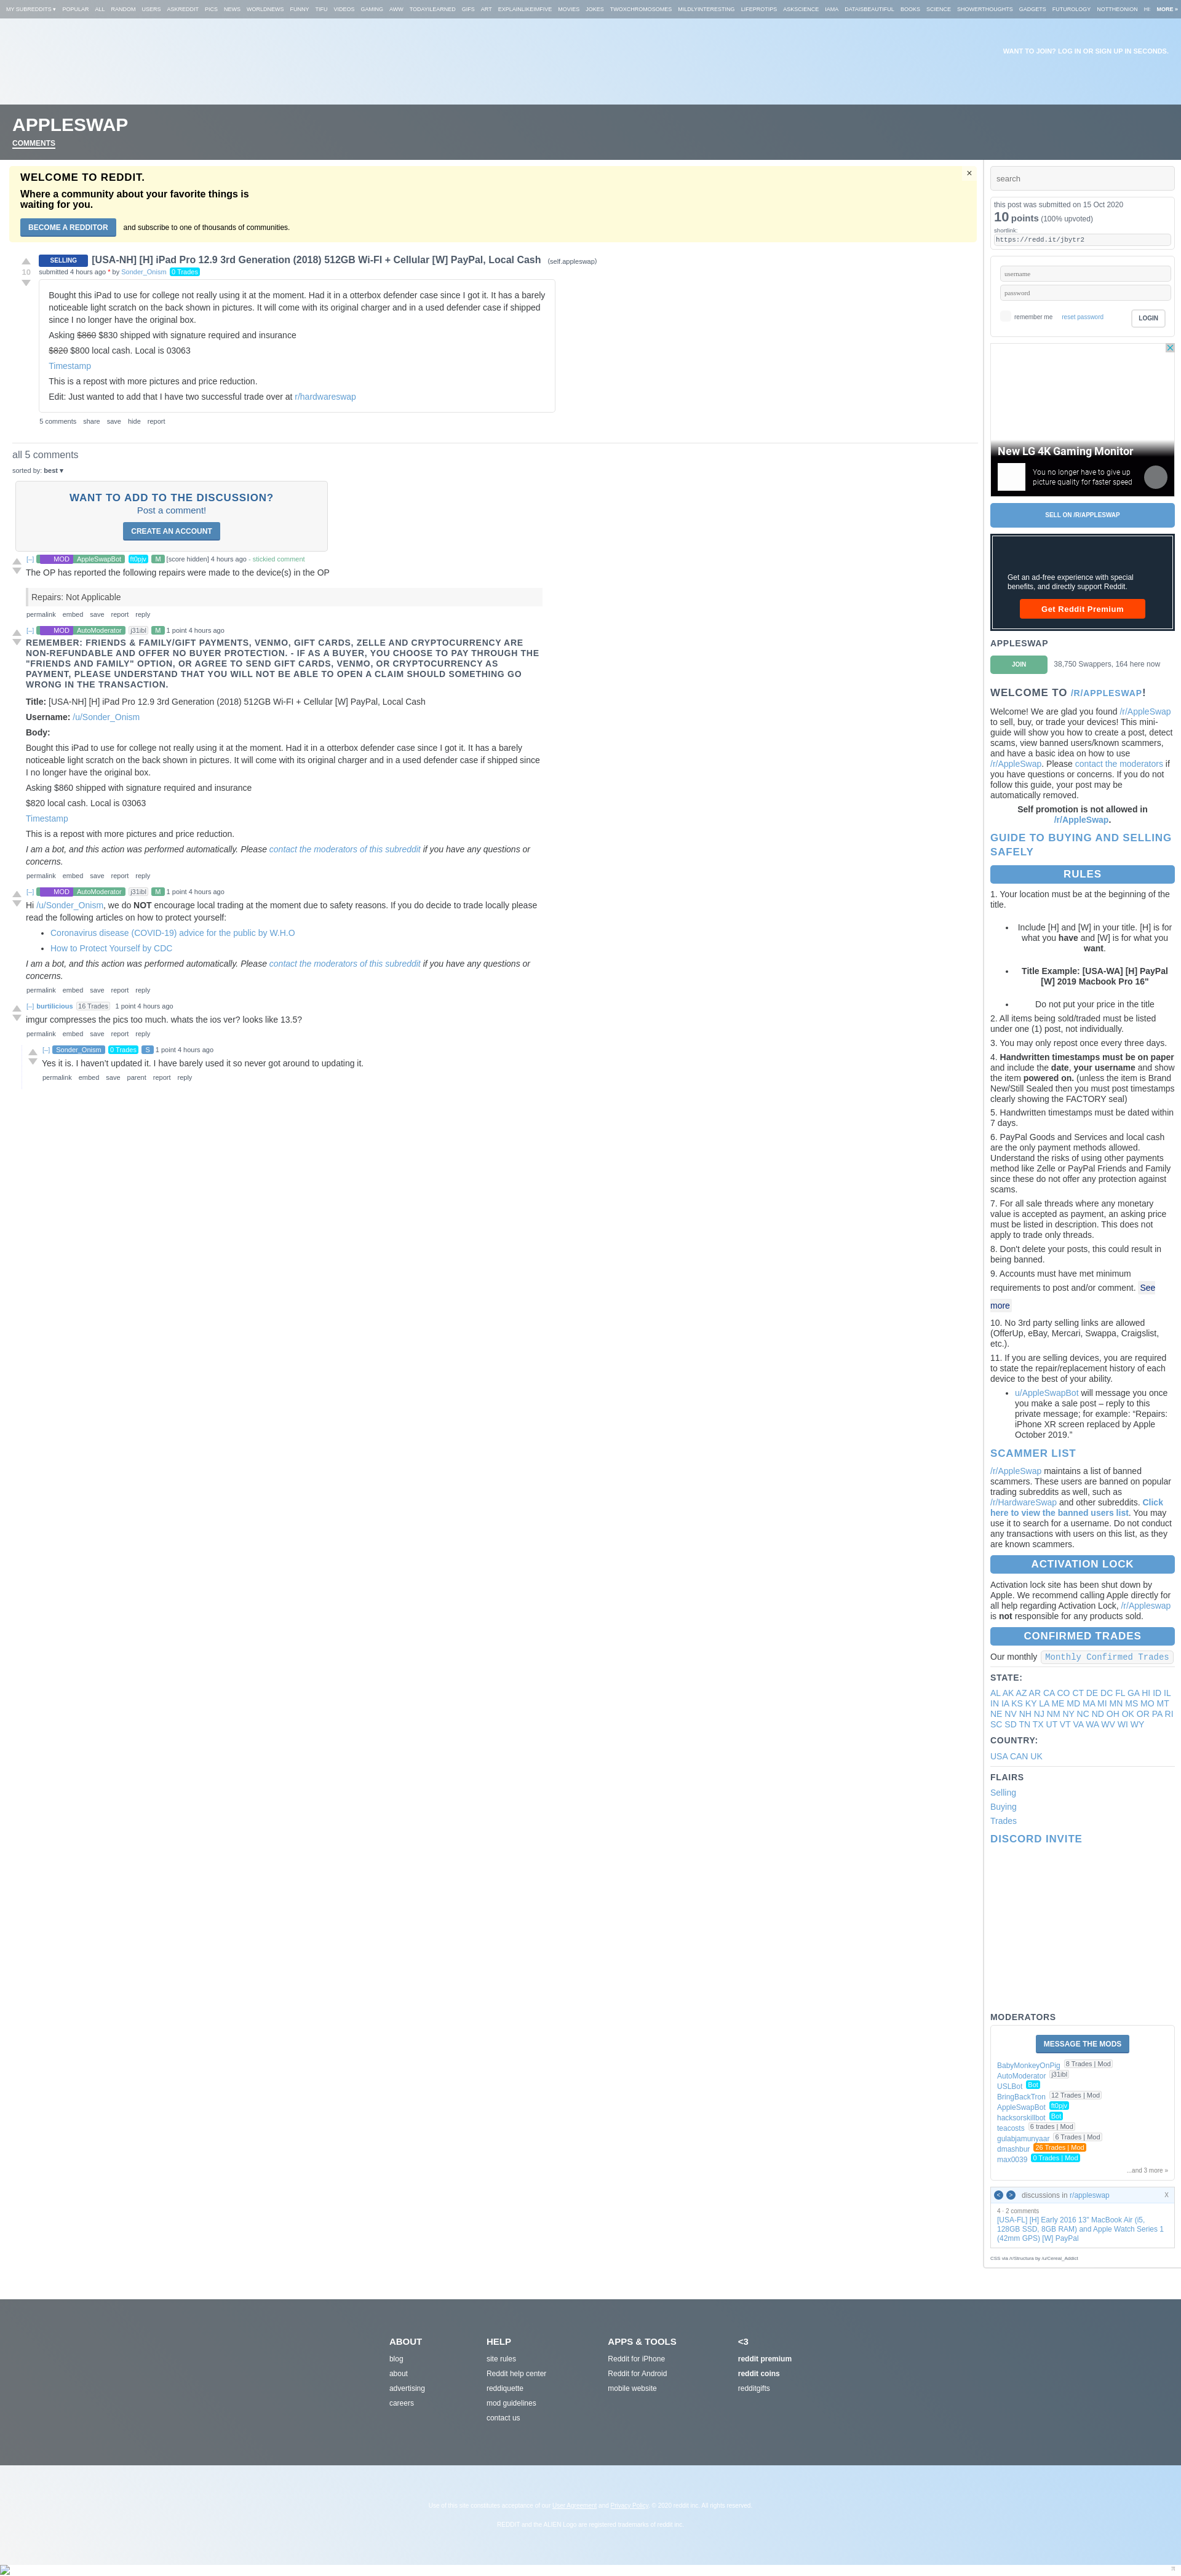 MY SUBREDDITS ▾ POPULAR ALL RANDOM USERS ASKREDDIT PICS NEWS WORLDNEWS FUNNY TIFU VIDEOS GAMING AWW TODAYILEARNED GIFS ART EXPLAINLIKEIMFIVE MOVIES JOKES TWOXCHROMOSOMES MILDLYINTERESTING LIFEPROTIPS ASKSCIENCE IAMA DATAISBEAUTIFUL BOOKS SCIENCE SHOWERTHOUGHTS GADGETS FUTUROLOGY NOTTHEONION HI MORE »
WANT TO JOIN? LOG IN OR SIGN UP IN SECONDS.
APPLESWAP
COMMENTS
WELCOME TO REDDIT.
Where a community about your favorite things is
waiting for you.
BECOME A REDDITOR and subscribe to one of thousands of communities.
×
10
SELLING [USA-NH] [H] iPad Pro 12.9 3rd Generation (2018) 512GB Wi-FI + Cellular [W] PayPal, Local Cash (self.appleswap)
submitted 4 hours ago * by Sonder_Onism 0 Trades
Bought this iPad to use for college not really using it at the moment. Had it in a otterbox defender case since I got it. It has a barely
noticeable light scratch on the back shown in pictures. It will come with its original charger and in a used defender case if shipped
since I no longer have the original box.
Asking $860 $830 shipped with signature required and insurance
$820 $800 local cash. Local is 03063
Timestamp
This is a repost with more pictures and price reduction.
Edit: Just wanted to add that I have two successful trade over at r/hardwareswap
5 comments share save hide report
all 5 comments
sorted by: best ▾
WANT TO ADD TO THE DISCUSSION?
Post a comment!
CREATE AN ACCOUNT
[–] MOD AppleSwapBot ft0pjv M [score hidden] 4 hours ago - stickied comment
The OP has reported the following repairs were made to the device(s) in the OP
Repairs: Not Applicable
permalink embed save report reply
[–] MOD AutoModerator j31ibl M 1 point 4 hours ago
REMEMBER: FRIENDS & FAMILY/GIFT PAYMENTS, VENMO, GIFT CARDS, ZELLE AND CRYPTOCURRENCY ARE
NON-REFUNDABLE AND OFFER NO BUYER PROTECTION. - IF AS A BUYER, YOU CHOOSE TO PAY THROUGH THE
"FRIENDS AND FAMILY" OPTION, OR AGREE TO SEND GIFT CARDS, VENMO, OR CRYPTOCURRENCY AS
PAYMENT, PLEASE UNDERSTAND THAT YOU WILL NOT BE ABLE TO OPEN A CLAIM SHOULD SOMETHING GO
WRONG IN THE TRANSACTION.
Title: [USA-NH] [H] iPad Pro 12.9 3rd Generation (2018) 512GB Wi-FI + Cellular [W] PayPal, Local Cash
Username: /u/Sonder_Onism
Body:
Bought this iPad to use for college not really using it at the moment. Had it in a otterbox defender case since I got it. It has a barely
noticeable light scratch on the back shown in pictures. It will come with its original charger and in a used defender case if shipped since
I no longer have the original box.
Asking $860 shipped with signature required and insurance
$820 local cash. Local is 03063
Timestamp
This is a repost with more pictures and price reduction.
I am a bot, and this action was performed automatically. Please contact the moderators of this subreddit if you have any questions or
concerns.
permalink embed save report reply
[–] MOD AutoModerator j31ibl M 1 point 4 hours ago
Hi /u/Sonder_Onism, we do NOT encourage local trading at the moment due to safety reasons. If you do decide to trade locally please
read the following articles on how to protect yourself:
• Coronavirus disease (COVID-19) advice for the public by W.H.O
• How to Protect Yourself by CDC
I am a bot, and this action was performed automatically. Please contact the moderators of this subreddit if you have any questions or
concerns.
permalink embed save report reply
[–] burtilicious 16 Trades 1 point 4 hours ago
imgur compresses the pics too much. whats the ios ver? looks like 13.5?
permalink embed save report reply
[–] Sonder_Onism 0 Trades S 1 point 4 hours ago
Yes it is. I haven't updated it. I have barely used it so never got around to updating it.
permalink embed save parent report reply
search
this post was submitted on 15 Oct 2020
10 points (100% upvoted)
shortlink:
https://redd.it/jbytr2
username
password
remember me reset password LOGIN
New LG 4K Gaming Monitor
You no longer have to give up
picture quality for faster speed
SELL ON /R/APPLESWAP
Get an ad-free experience with special
benefits, and directly support Reddit.
Get Reddit Premium
APPLESWAP
JOIN 38,750 Swappers, 164 here now
WELCOME TO /R/APPLESWAP!
Welcome! We are glad you found /r/AppleSwap
to sell, buy, or trade your devices! This mini-
guide will show you how to create a post, detect
scams, view banned users/known scammers,
and have a basic idea on how to use
/r/AppleSwap. Please contact the moderators if
you have questions or concerns. If you do not
follow this guide, your post may be
automatically removed.
Self promotion is not allowed in
/r/AppleSwap.
GUIDE TO BUYING AND SELLING
SAFELY
RULES
1. Your location must be at the beginning of the
title.
• Include [H] and [W] in your title. [H] is for
what you have and [W] is for what you
want.
• Title Example: [USA-WA] [H] PayPal
[W] 2019 Macbook Pro 16"
• Do not put your price in the title
2. All items being sold/traded must be listed
under one (1) post, not individually.
3. You may only repost once every three days.
4. Handwritten timestamps must be on paper
and include the date, your username and show
the item powered on. (unless the item is Brand
New/Still Sealed then you must post timestamps
clearly showing the FACTORY seal)
5. Handwritten timestamps must be dated within
7 days.
6. PayPal Goods and Services and local cash
are the only payment methods allowed.
Understand the risks of using other payments
method like Zelle or PayPal Friends and Family
since these do not offer any protection against
scams.
7. For all sale threads where any monetary
value is accepted as payment, an asking price
must be listed in description. This does not
apply to trade only threads.
8. Don't delete your posts, this could result in
being banned.
9. Accounts must have met minimum
requirements to post and/or comment. See
more
10. No 3rd party selling links are allowed
(OfferUp, eBay, Mercari, Swappa, Craigslist,
etc.).
11. If you are selling devices, you are required
to state the repair/replacement history of each
device to the best of your ability.
• u/AppleSwapBot will message you once
you make a sale post – reply to this
private message; for example: “Repairs:
iPhone XR screen replaced by Apple
October 2019.”
SCAMMER LIST
/r/AppleSwap maintains a list of banned
scammers. These users are banned on popular
trading subreddits as well, such as
/r/HardwareSwap and other subreddits. Click
here to view the banned users list. You may
use it to search for a username. Do not conduct
any transactions with users on this list, as they
are known scammers.
ACTIVATION LOCK
Activation lock site has been shut down by
Apple. We recommend calling Apple directly for
all help regarding Activation Lock, /r/Appleswap
is not responsible for any products sold.
CONFIRMED TRADES
Our monthly Monthly Confirmed Trades
STATE:
AL AK AZ AR CA CO CT DE DC FL GA HI ID IL
IN IA KS KY LA ME MD MA MI MN MS MO MT
NE NV NH NJ NM NY NC ND OH OK OR PA RI
SC SD TN TX UT VT VA WA WV WI WY
COUNTRY:
USA CAN UK
FLAIRS
Selling
Buying
Trades
DISCORD INVITE
MODERATORS
MESSAGE THE MODS
BabyMonkeyOnPig 8 Trades | Mod
AutoModerator j31ibl
USLBot Bot
BringBackTron 12 Trades | Mod
AppleSwapBot ft0pjv
hacksorskillbot Bot
teacosts 6 trades | Mod
gulabjamunyaar 6 Trades | Mod
dmashbur 26 Trades | Mod
max0039 0 Trades | Mod
...and 3 more »
< > discussions in r/appleswap X
4 · 2 comments
[USA-FL] [H] Early 2016 13" MacBook Air (i5,
128GB SSD, 8GB RAM) and Apple Watch Series 1
(42mm GPS) [W] PayPal
CSS via /r/Structura by /u/Cereal_Addict
ABOUT
blog
about
advertising
careers
HELP
site rules
Reddit help center
reddiquette
mod guidelines
contact us
APPS & TOOLS
Reddit for iPhone
Reddit for Android
mobile website
<3
reddit premium
reddit coins
redditgifts
Use of this site constitutes acceptance of our User Agreement and Privacy Policy. © 2020 reddit inc. All rights reserved.
REDDIT and the ALIEN Logo are registered trademarks of reddit inc.
π